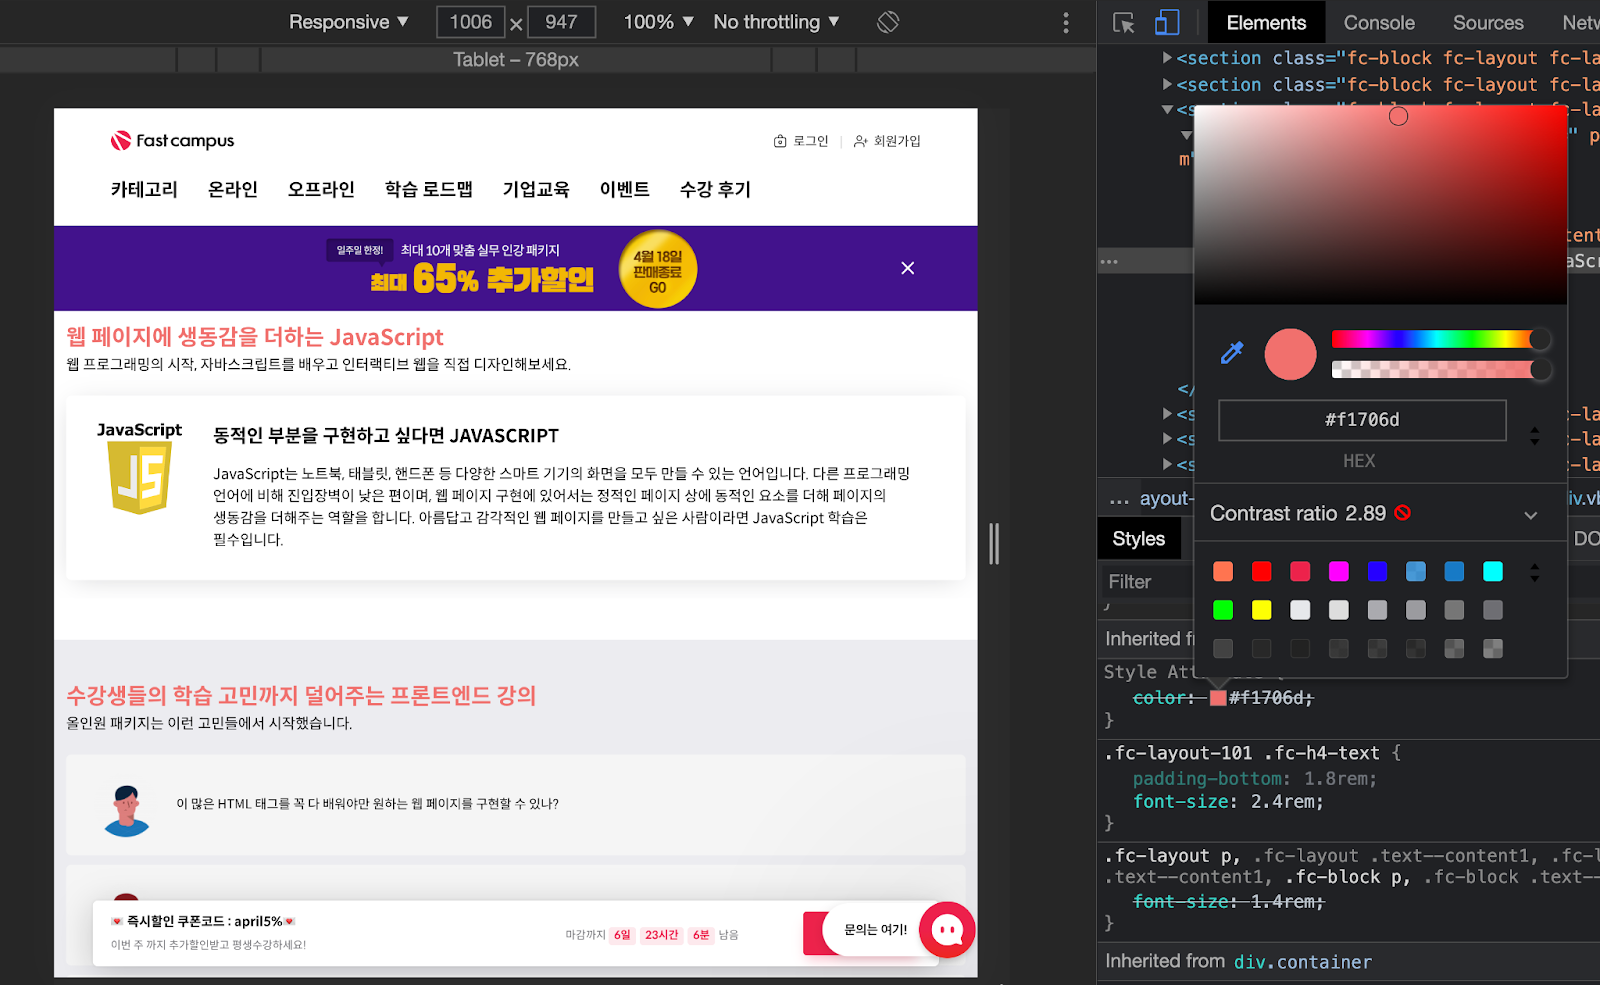 Responsive ▼ 1006 × 947 100% ▼ No throttling ▼
Tablet – 768px
Fast campus
로그인 | 회원가입
카테고리 온라인 오프라인 학습 로드맵 기업교육 이벤트 수강 후기
일주일 한정! 최대 10개 맞춤 실무 인강 패키지
최대 65% 추가할인
4월 18일
판매종료
GO
웹 페이지에 생동감을 더하는 JavaScript
웹 프로그래밍의 시작, 자바스크립트를 배우고 인터랙티브 웹을 직접 디자인해보세요.
JavaScript
JS
동적인 부분을 구현하고 싶다면 JAVASCRIPT
JavaScript는 노트북, 태블릿, 핸드폰 등 다양한 스마트 기기의 화면을 모두 만들 수 있는 언어입니다. 다른 프로그래밍
언어에 비해 진입장벽이 낮은 편이며, 웹 페이지 구현에 있어서는 정적인 페이지 상에 동적인 요소를 더해 페이지의
생동감을 더해주는 역할을 합니다. 아름답고 감각적인 웹 페이지를 만들고 싶은 사람이라면 JavaScript 학습은
필수입니다.
수강생들의 학습 고민까지 덜어주는 프론트엔드 강의
올인원 패키지는 이런 고민들에서 시작했습니다.
이 많은 HTML 태그를 꼭 다 배워야만 원하는 웹 페이지를 구현할 수 있나?
💌 즉시할인 쿠폰코드 : april5%💌
이번 주 까지 추가할인받고 평생수강하세요!
마감까지 6일 23시간 6분 남음
문의는 여기!
Elements Console Sources Netw
<section class="fc-block fc-layout fc-la
<section class="fc-block fc-layout fc-la
" p
m"
tent
aScr
</
<s -la
<s -la
<s -la
#f1706d
HEX
... ayout- iv.vb
Contrast ratio 2.89
Styles DO
Filter
}
Inherited f
Style Att {
color: #f1706d;
}
.fc-layout-101 .fc-h4-text {
padding-bottom: 1.8rem;
font-size: 2.4rem;
}
.fc-layout p, .fc-layout .text--content1, .fc-l
.text--content1, .fc-block p, .fc-block .text--
font-size: 1.4rem;
}
Inherited from div.container